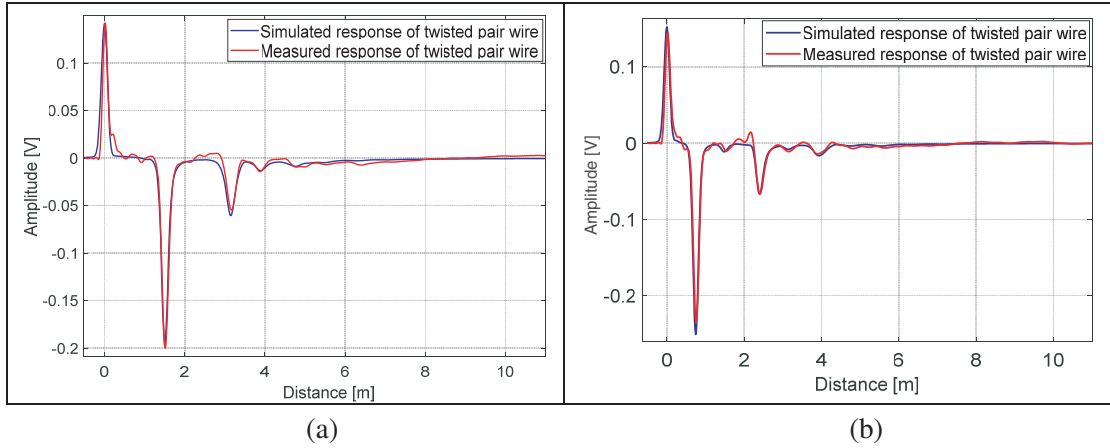 Simulated response of twisted pair wire
Measured response of twisted pair wire
0.1
0.05
0
-0.05
-0.1
-0.15
-0.2
Amplitude [V]
0 2 4 6 8 10
Distance [m]
(a)
Simulated response of twisted pair wire
Measured response of twisted pair wire
0.1
0
-0.1
-0.2
Amplitude [V]
0 2 4 6 8 10
Distance [m]
(b)